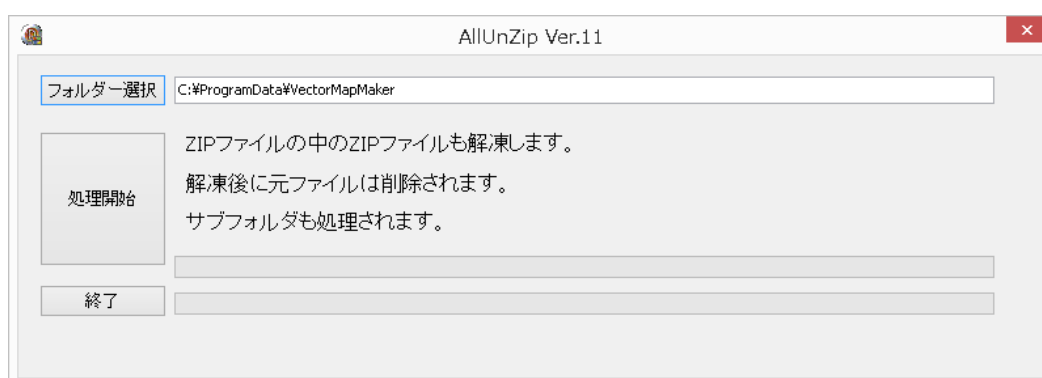 AllUnZip Ver.11
フォルダー選択 C:¥ProgramData¥VectorMapMaker
ZIPファイルの中のZIPファイルも解凍します。
解凍後に元ファイルは削除されます。
処理開始
サブフォルダも処理されます。
終了